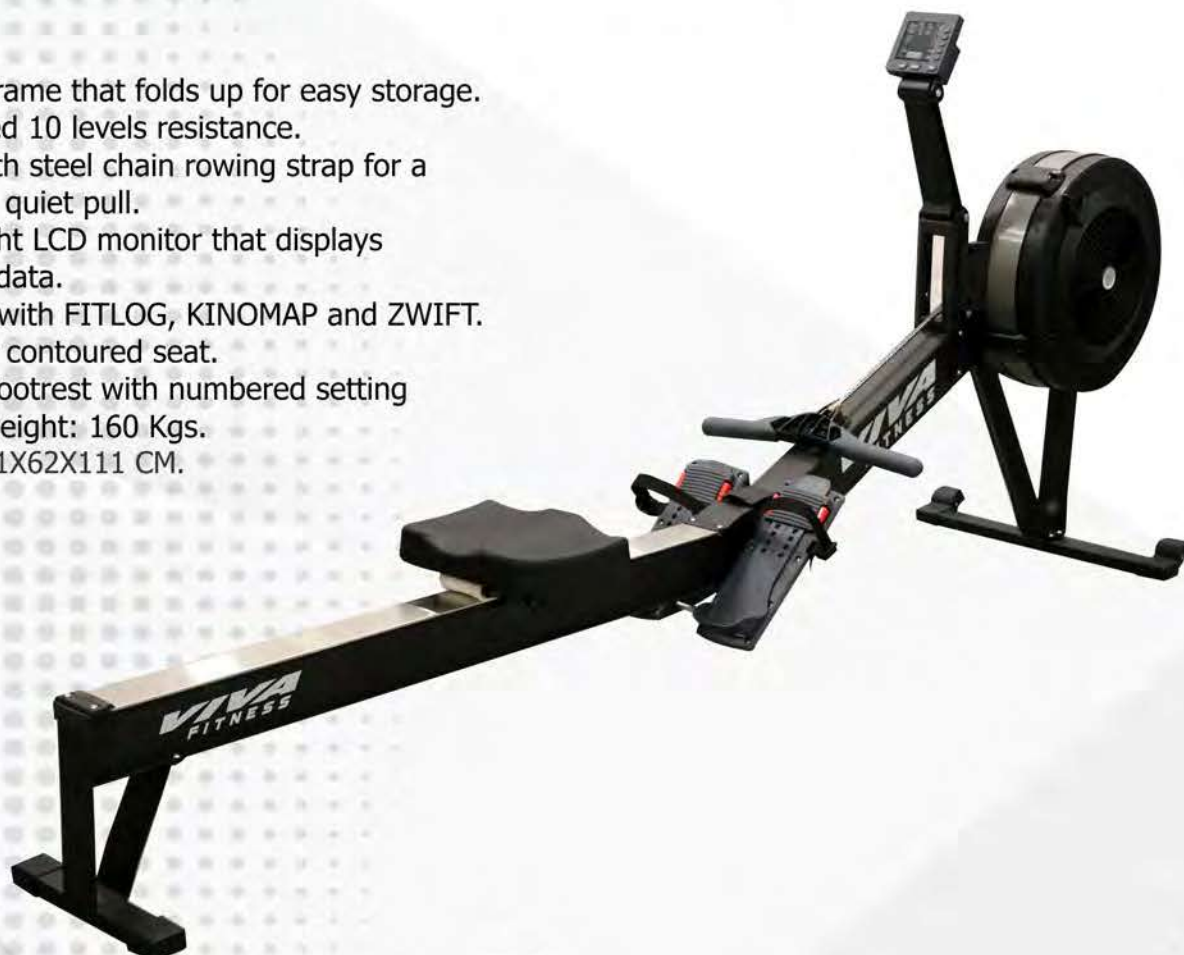 rame that folds up for easy storage.
ed 10 levels resistance.
th steel chain rowing strap for a
quiet pull.
ht LCD monitor that displays
data.
with FITLOG, KINOMAP and ZWIFT.
contoured seat.
ootrest with numbered setting
eight: 160 Kgs.
1X62X111 CM.
VIVA
TNESS
VIVA
FITNESS